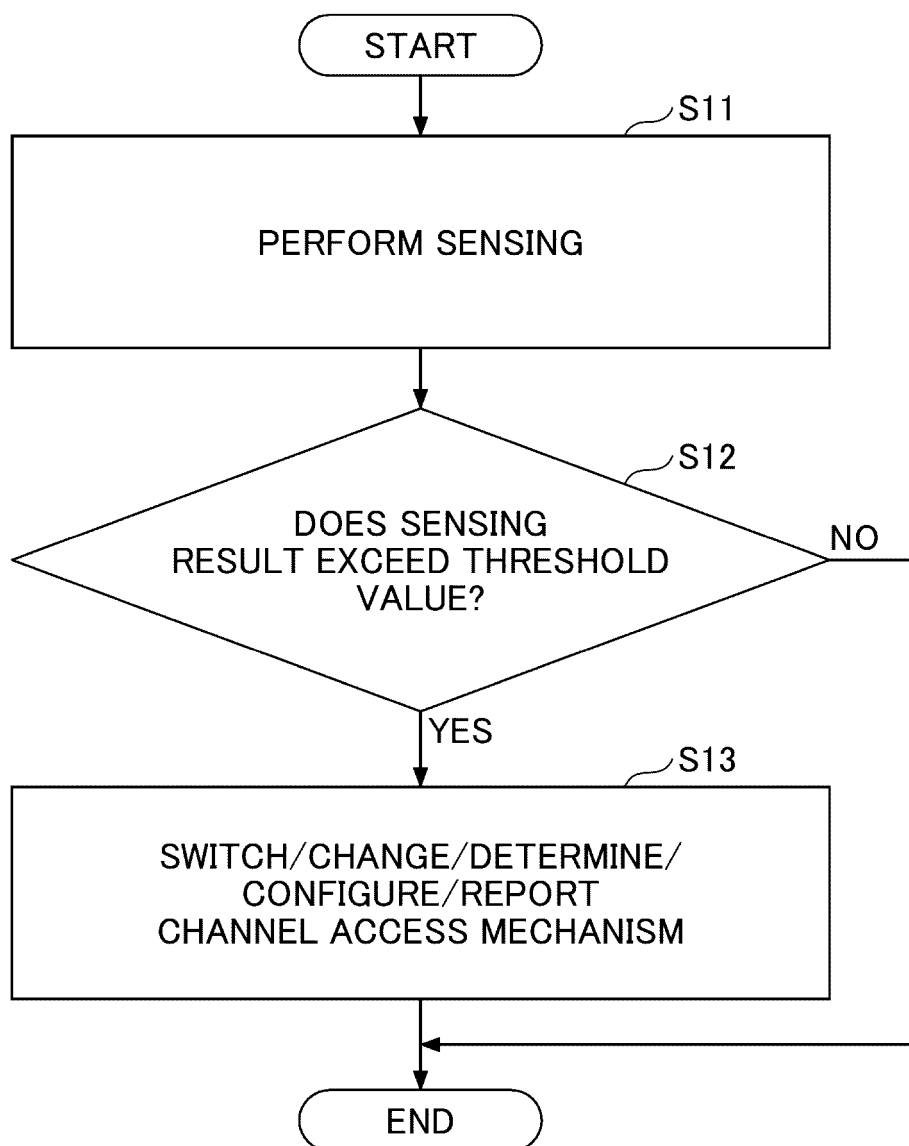 START
S11
PERFORM SENSING
S12
DOES SENSING
RESULT EXCEED THRESHOLD
VALUE?
NO
YES
S13
SWITCH/CHANGE/DETERMINE/
CONFIGURE/REPORT
CHANNEL ACCESS MECHANISM
END